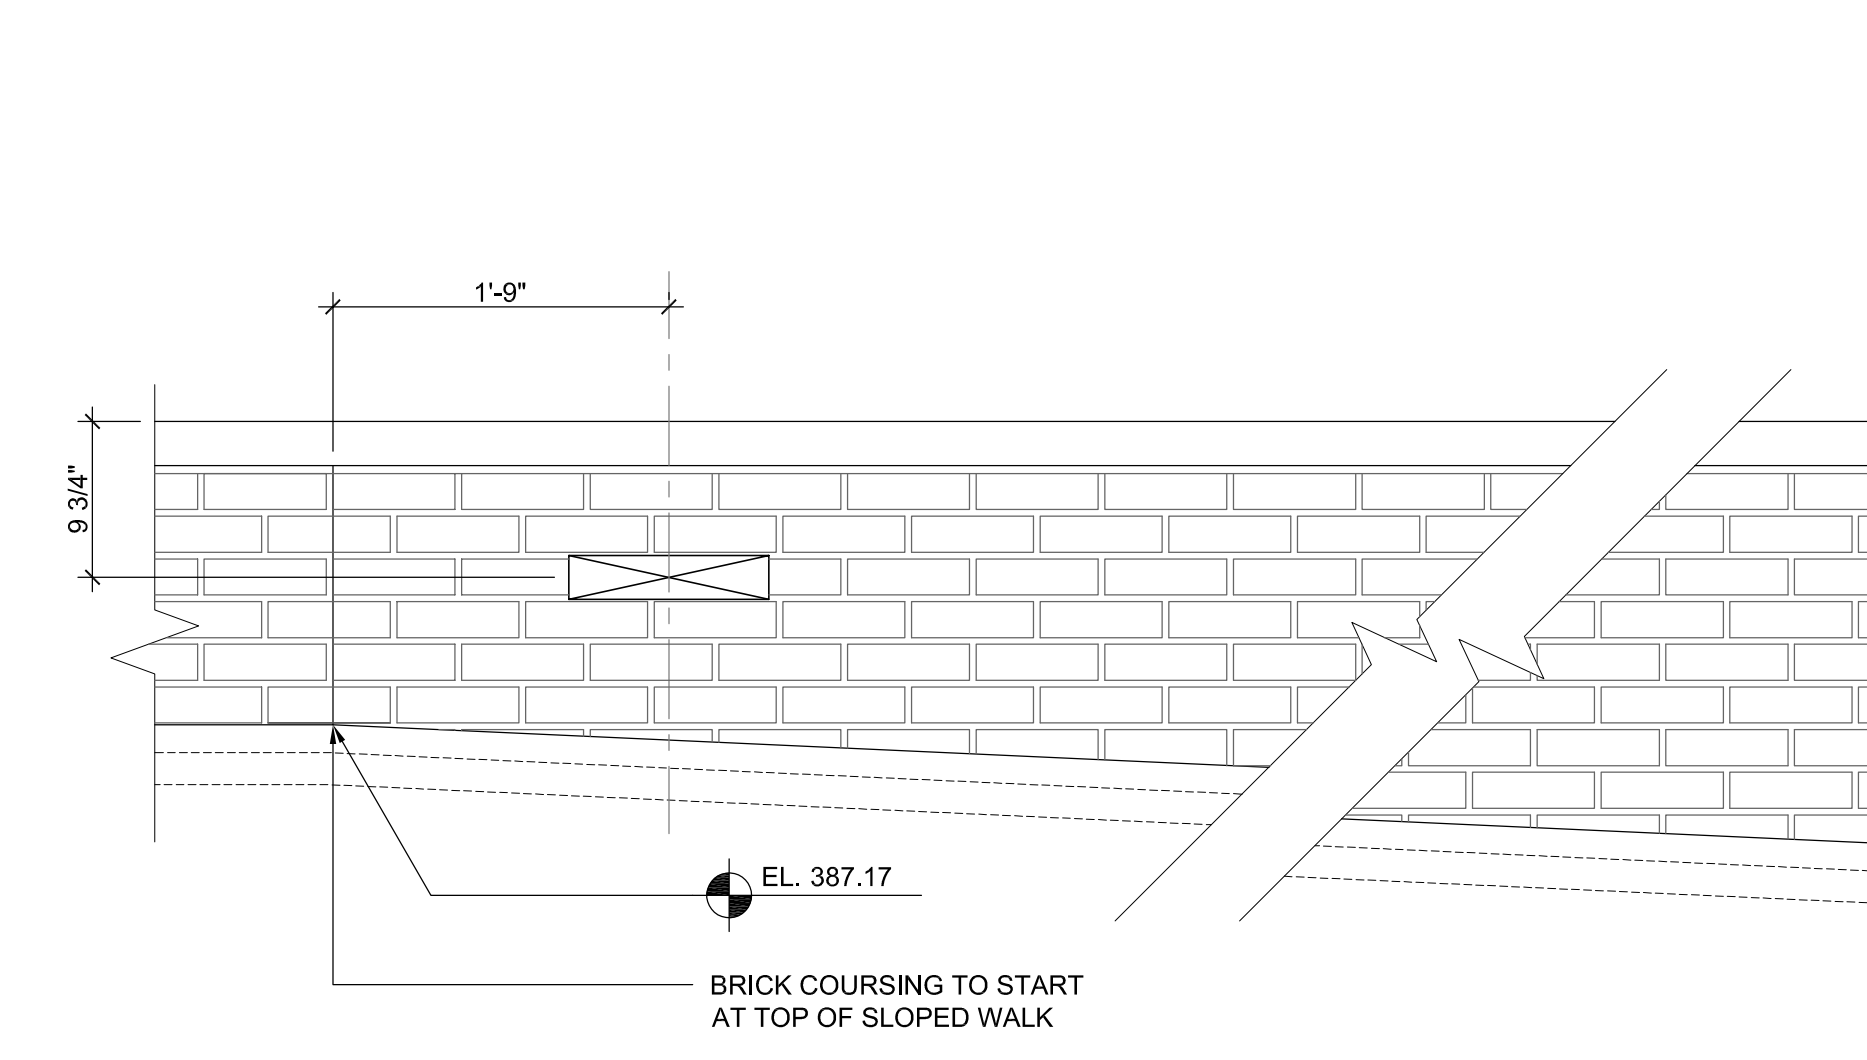 1'-9"
9 3/4"
EL. 387.17
BRICK COURSING TO START
AT TOP OF SLOPED WALK